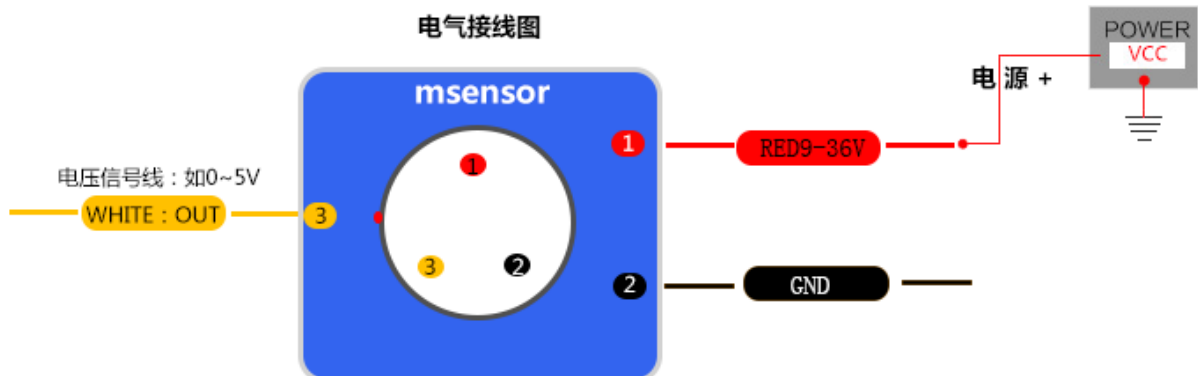 电气接线图
POWER
VCC
电 源 +
msensor
1
RED9-36V
1
电压信号线：如0~5V
WHITE：OUT
3
3
2
2
GND